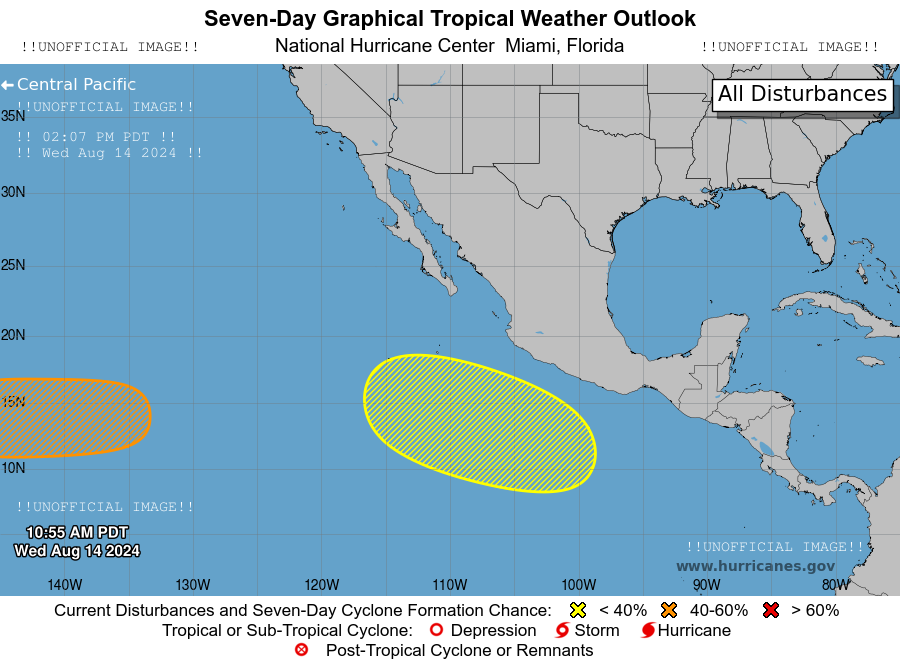 Seven-Day Graphical Tropical Weather Outlook
!!UNOFFICIAL IMAGE!! National Hurricane Center Miami, Florida !!UNOFFICIAL IMAGE!!
Central Pacific
All Disturbances
!!UNOFFICIAL IMAGE!!
35N
!! 02:07 PM PDT !!
!! Wed Aug 14 2024 !!
30N
25N
20N
15N
10N
!!UNOFFICIAL IMAGE!!
10:55 AM PDT
Wed Aug 14 2024
!!UNOFFICIAL IMAGE!!
www.hurricanes.gov
140W 130W 120W 110W 100W 90W 80W
Current Disturbances and Seven-Day Cyclone Formation Chance: < 40% 40-60% > 60%
Tropical or Sub-Tropical Cyclone: Depression Storm Hurricane
Post-Tropical Cyclone or Remnants